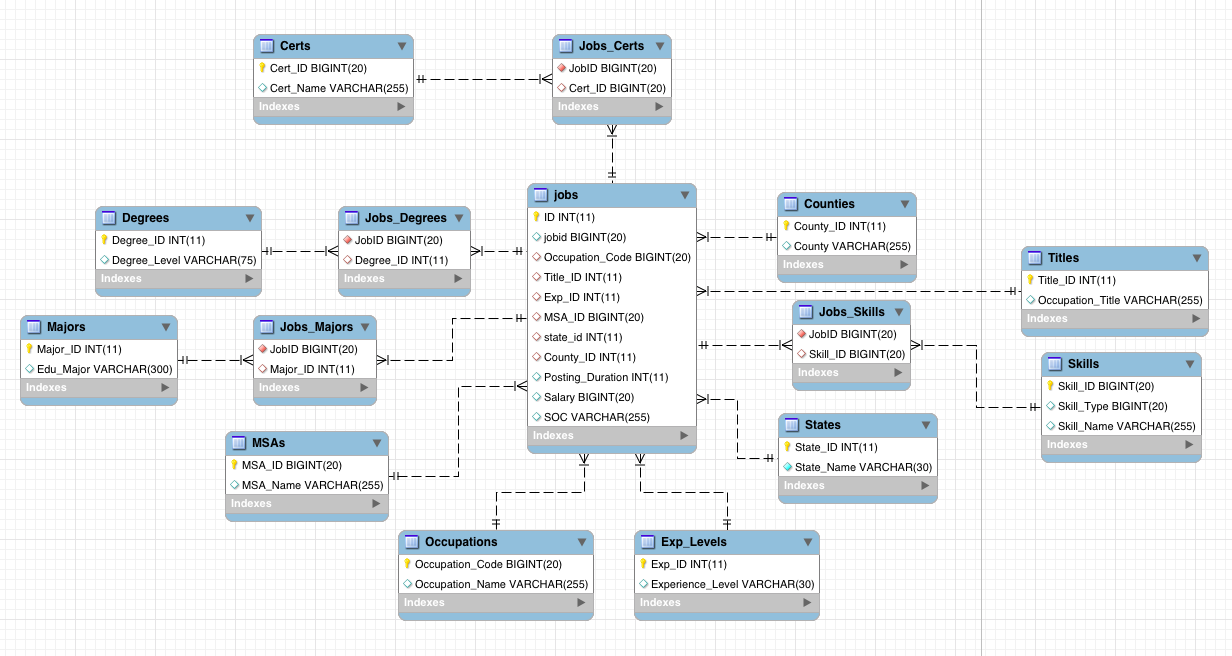 Certs
Cert_ID BIGINT(20)
Cert_Name VARCHAR(255)
Indexes
Jobs_Certs
JobID BIGINT(20)
Cert_ID BIGINT(20)
Indexes
jobs
ID INT(11)
jobid BIGINT(20)
Occupation_Code BIGINT(20)
Title_ID INT(11)
Exp_ID INT(11)
MSA_ID BIGINT(20)
state_id INT(11)
County_ID INT(11)
Posting_Duration INT(11)
Salary BIGINT(20)
SOC VARCHAR(255)
Indexes
Degrees
Degree_ID INT(11)
Degree_Level VARCHAR(75)
Indexes
Jobs_Degrees
JobID BIGINT(20)
Degree_ID INT(11)
Indexes
Counties
County_ID INT(11)
County VARCHAR(255)
Indexes
Titles
Title_ID INT(11)
Occupation_Title VARCHAR(255)
Indexes
Majors
Major_ID INT(11)
Edu_Major VARCHAR(300)
Indexes
Jobs_Majors
JobID BIGINT(20)
Major_ID INT(11)
Indexes
Jobs_Skills
JobID BIGINT(20)
Skill_ID BIGINT(20)
Indexes
Skills
Skill_ID BIGINT(20)
Skill_Type BIGINT(20)
Skill_Name VARCHAR(255)
Indexes
MSAs
MSA_ID BIGINT(20)
MSA_Name VARCHAR(255)
Indexes
States
State_ID INT(11)
State_Name VARCHAR(30)
Indexes
Occupations
Occupation_Code BIGINT(20)
Occupation_Name VARCHAR(255)
Indexes
Exp_Levels
Exp_ID INT(11)
Experience_Level VARCHAR(30)
Indexes